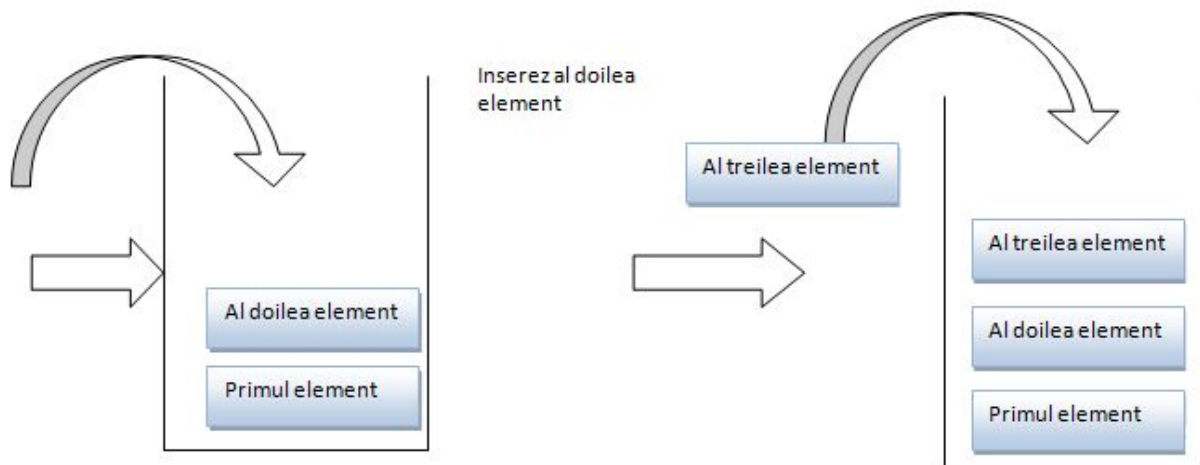 Inserez al doilea
element
Al doilea element
Primul element
Al treilea element
Al treilea element
Al doilea element
Primul element